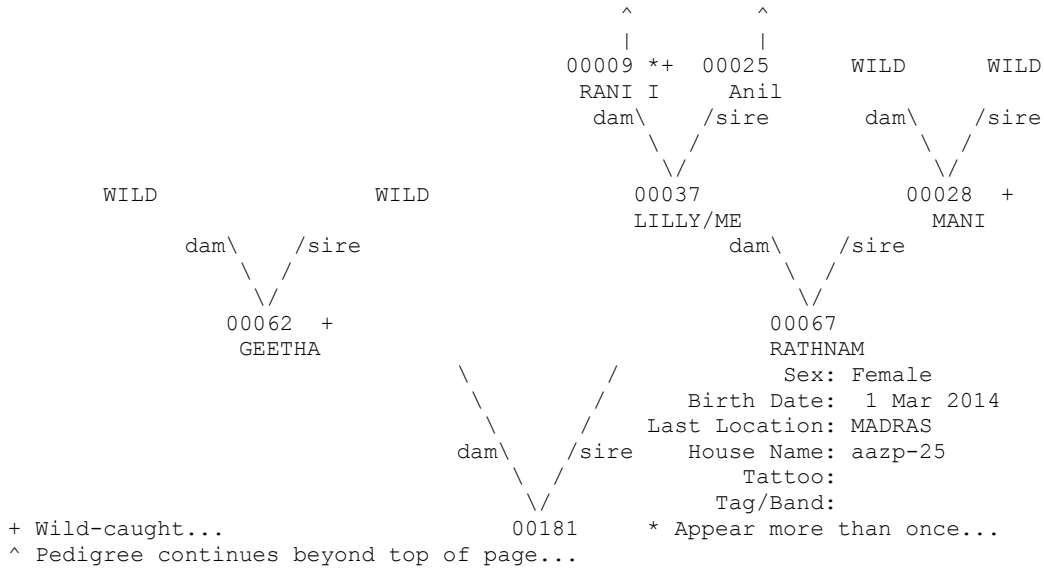 ^ ^
| |
00009 *+ 00025 WILD WILD
RANI I Anil
dam\ /sire dam\ /sire
\ / \ /
\/ \/
WILD WILD 00037 00028 +
LILLY/ME MANI
dam\ /sire dam\ /sire
\ / \ /
\/ \/
00062 + 00067
GEETHA RATHNAM
\ / Sex: Female
\ / Birth Date: 1 Mar 2014
\ / Last Location: MADRAS
dam\ /sire House Name: aazp-25
\ / Tattoo:
\/ Tag/Band:
+ Wild-caught... 00181 * Appear more than once...
^ Pedigree continues beyond top of page...